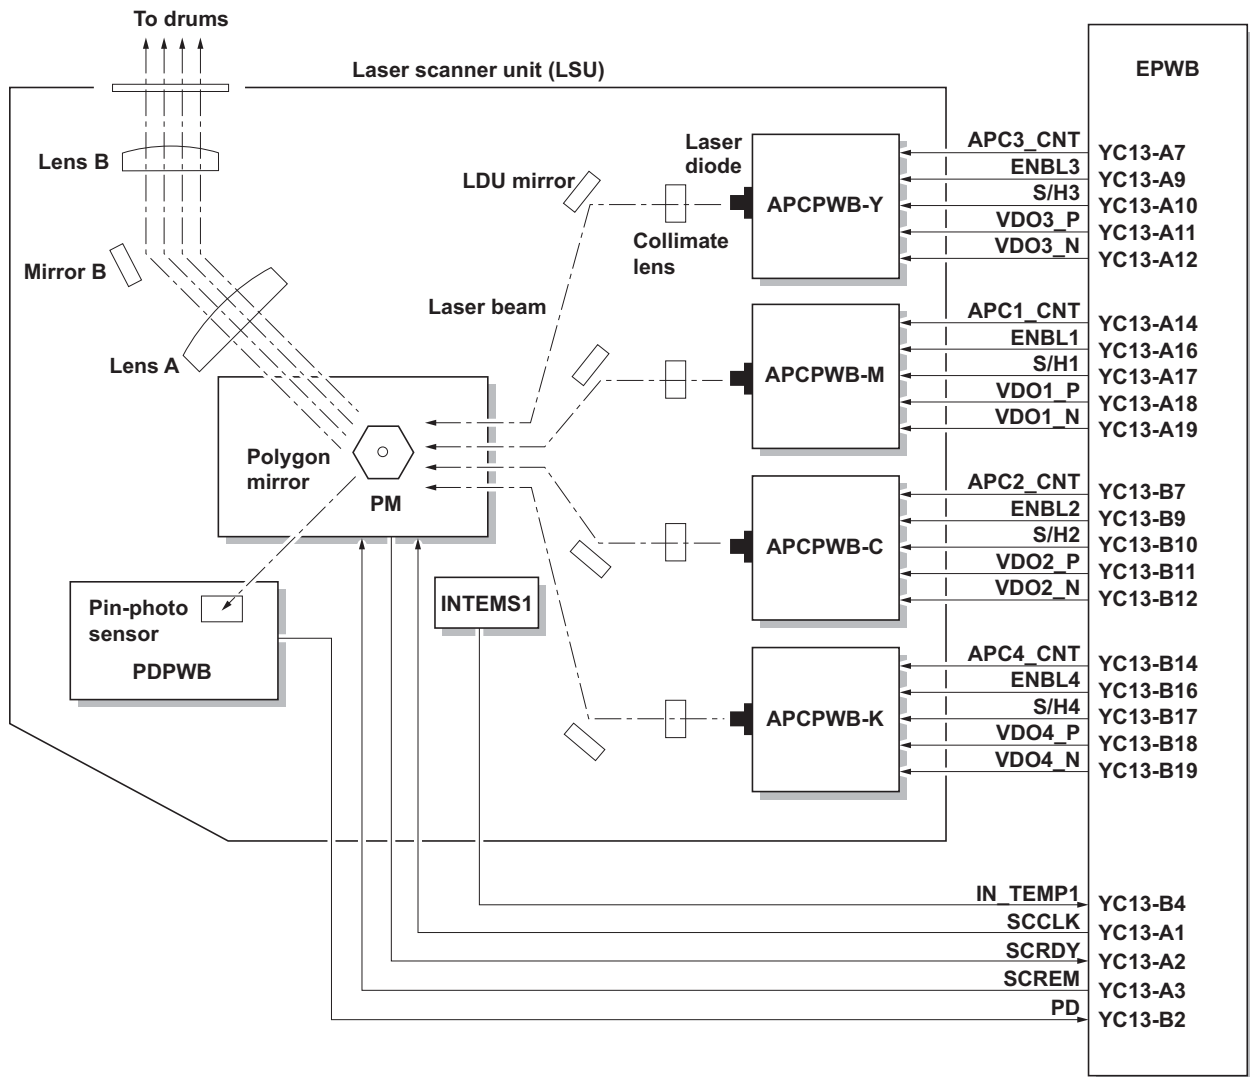 To drums
Laser scanner unit (LSU)
EPWB
Lens B
Mirror B
Lens A
LDU mirror
Laser
diode
Collimate
lens
Laser beam
APCPWB-Y
APC3_CNT
YC13-A7
ENBL3
YC13-A9
S/H3
YC13-A10
VDO3_P
YC13-A11
VDO3_N
YC13-A12
APCPWB-M
APC1_CNT
YC13-A14
ENBL1
YC13-A16
S/H1
YC13-A17
VDO1_P
YC13-A18
VDO1_N
YC13-A19
Polygon
mirror
PM
APCPWB-C
APC2_CNT
YC13-B7
ENBL2
YC13-B9
S/H2
YC13-B10
VDO2_P
YC13-B11
VDO2_N
YC13-B12
Pin-photo
sensor
PDPWB
INTEMS1
APCPWB-K
APC4_CNT
YC13-B14
ENBL4
YC13-B16
S/H4
YC13-B17
VDO4_P
YC13-B18
VDO4_N
YC13-B19
IN_TEMP1
YC13-B4
SCCLK
YC13-A1
SCRDY
YC13-A2
SCREM
YC13-A3
PD
YC13-B2